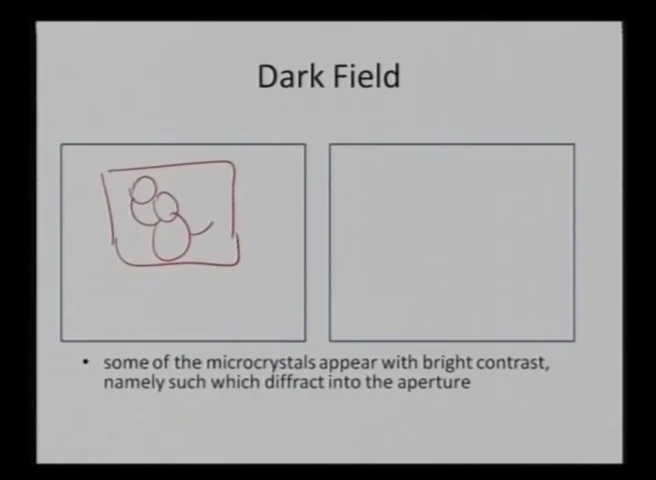 Dark Field
• some of the microcrystals appear with bright contrast,
namely such which diffract into the aperture